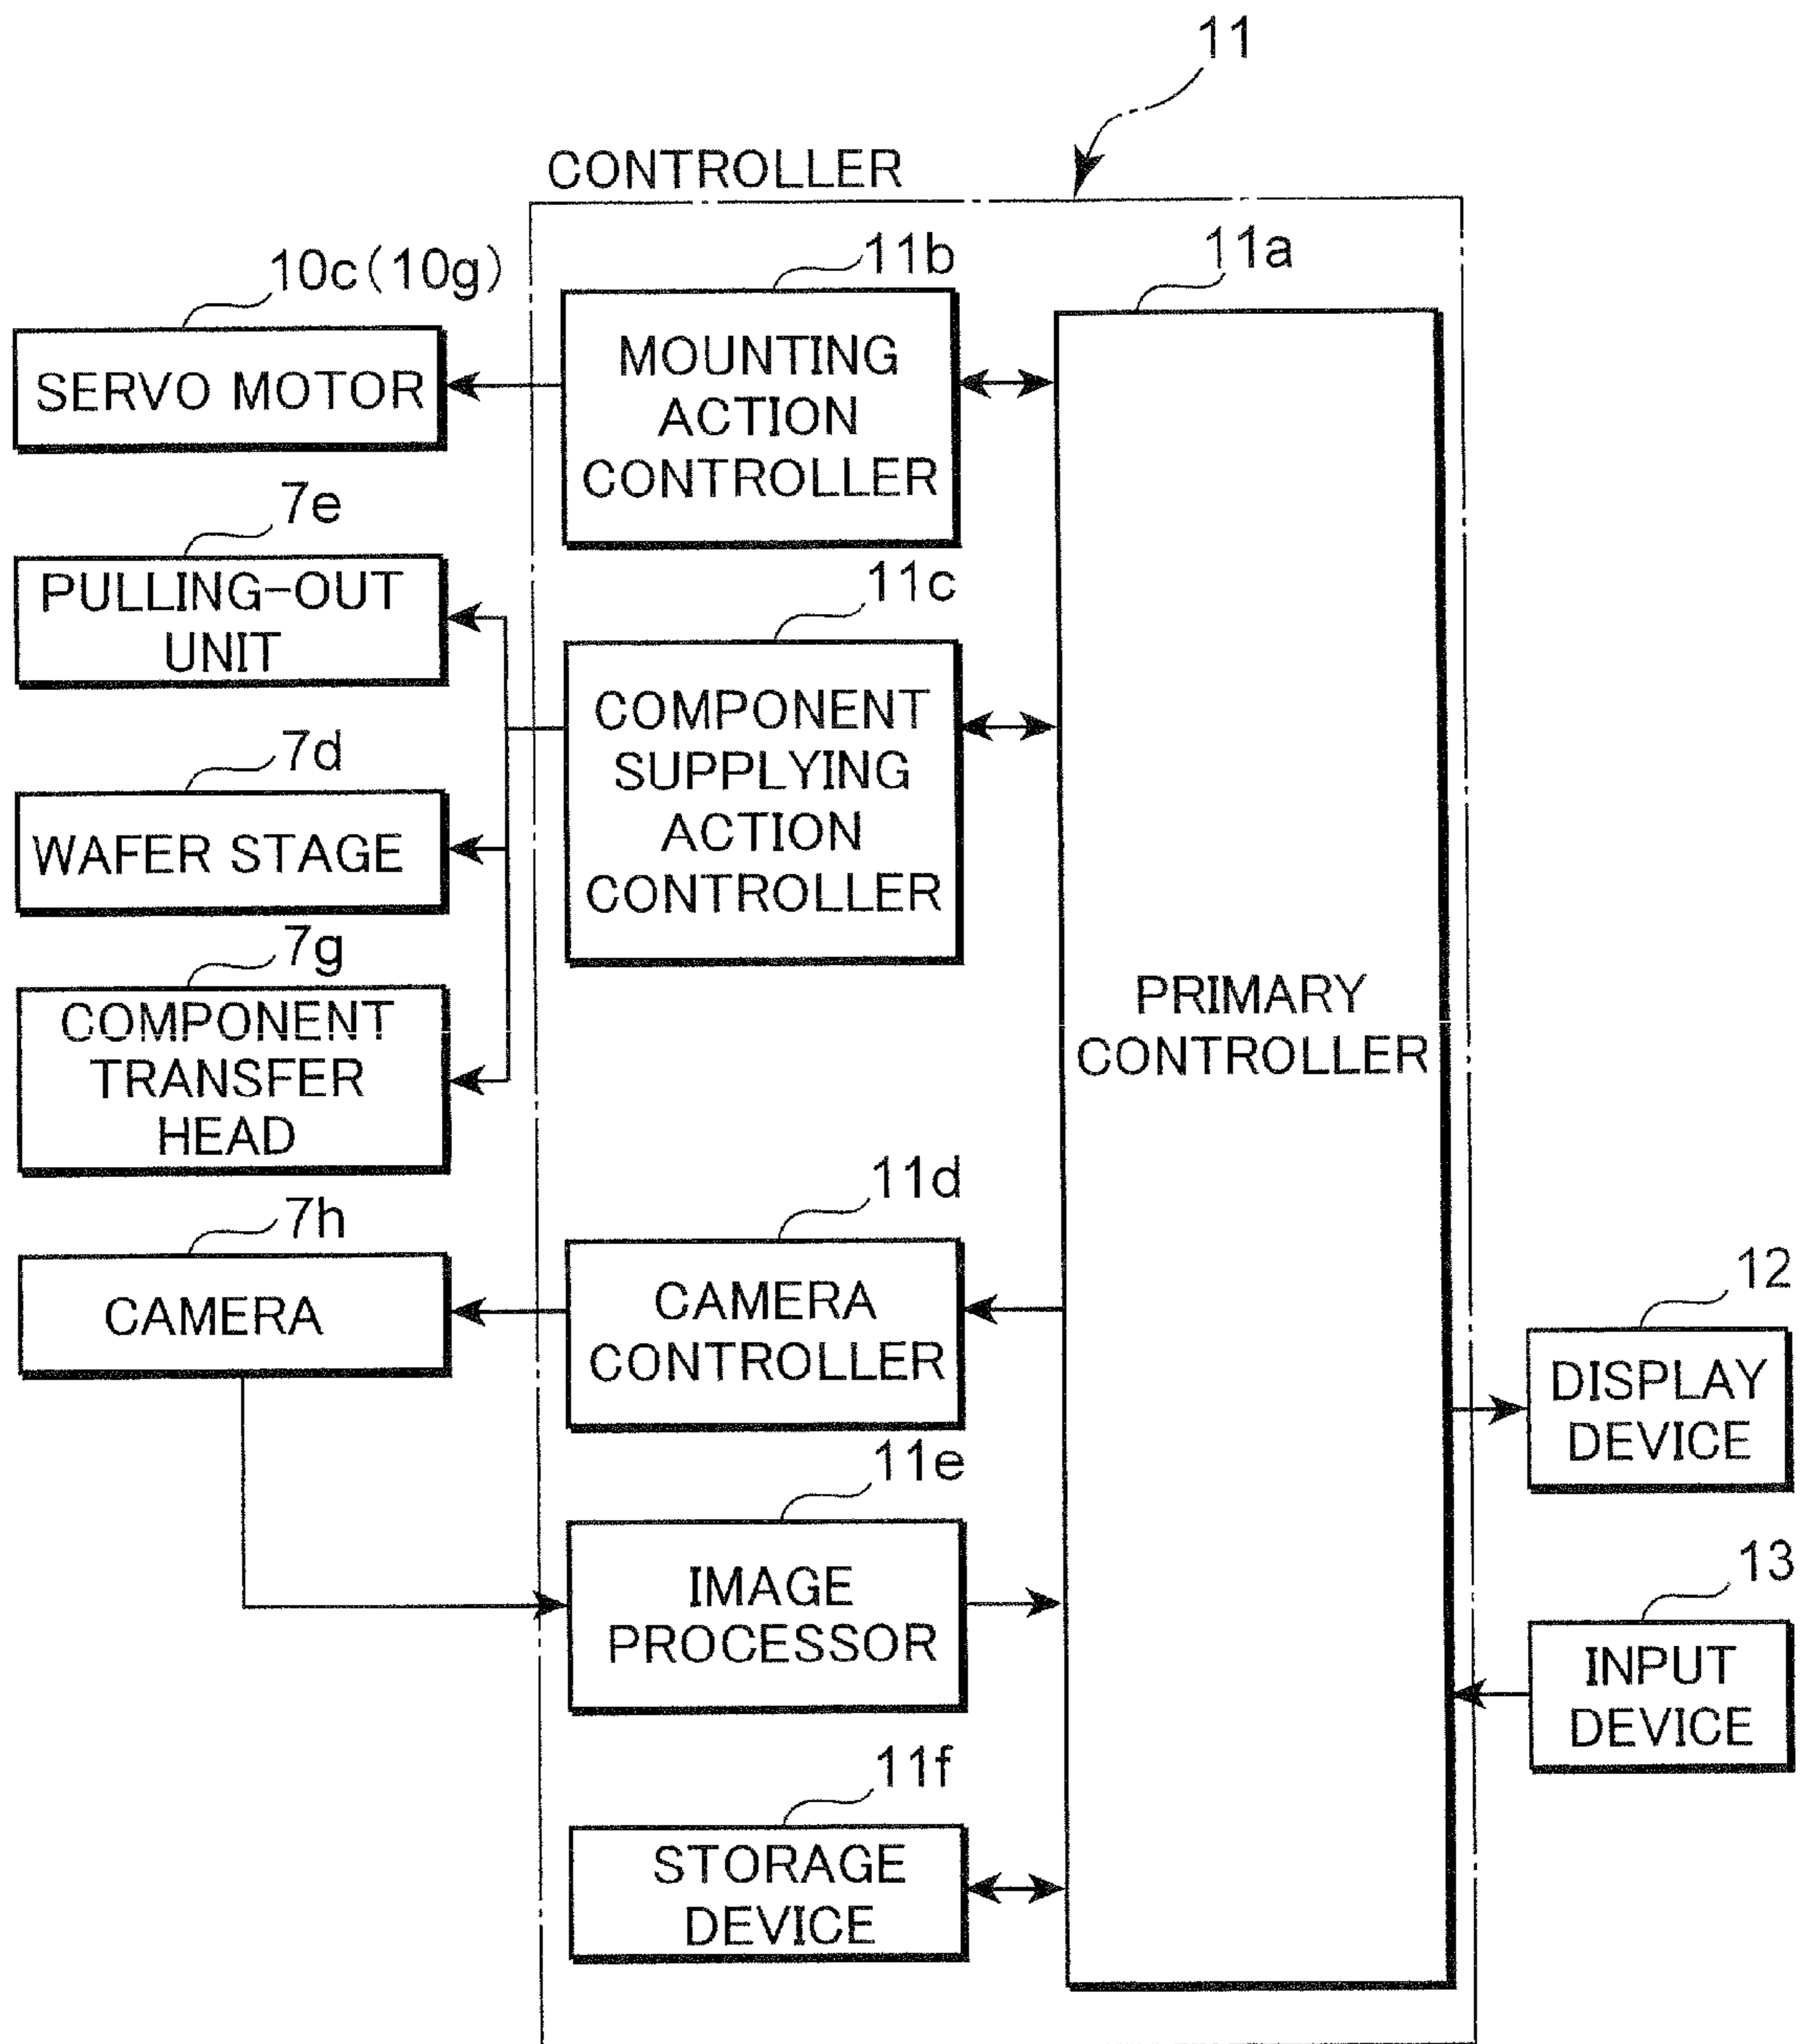 11
CONTROLLER
10c(10g)
SERVO MOTOR
11b
MOUNTING
ACTION
CONTROLLER
11a
PRIMARY
CONTROLLER
7e
PULLING-OUT
UNIT
11c
COMPONENT
SUPPLYING
ACTION
CONTROLLER
7d
WAFER STAGE
7g
COMPONENT
TRANSFER
HEAD
7h
CAMERA
11d
CAMERA
CONTROLLER
12
DISPLAY
DEVICE
11e
IMAGE
PROCESSOR
13
INPUT
DEVICE
11f
STORAGE
DEVICE